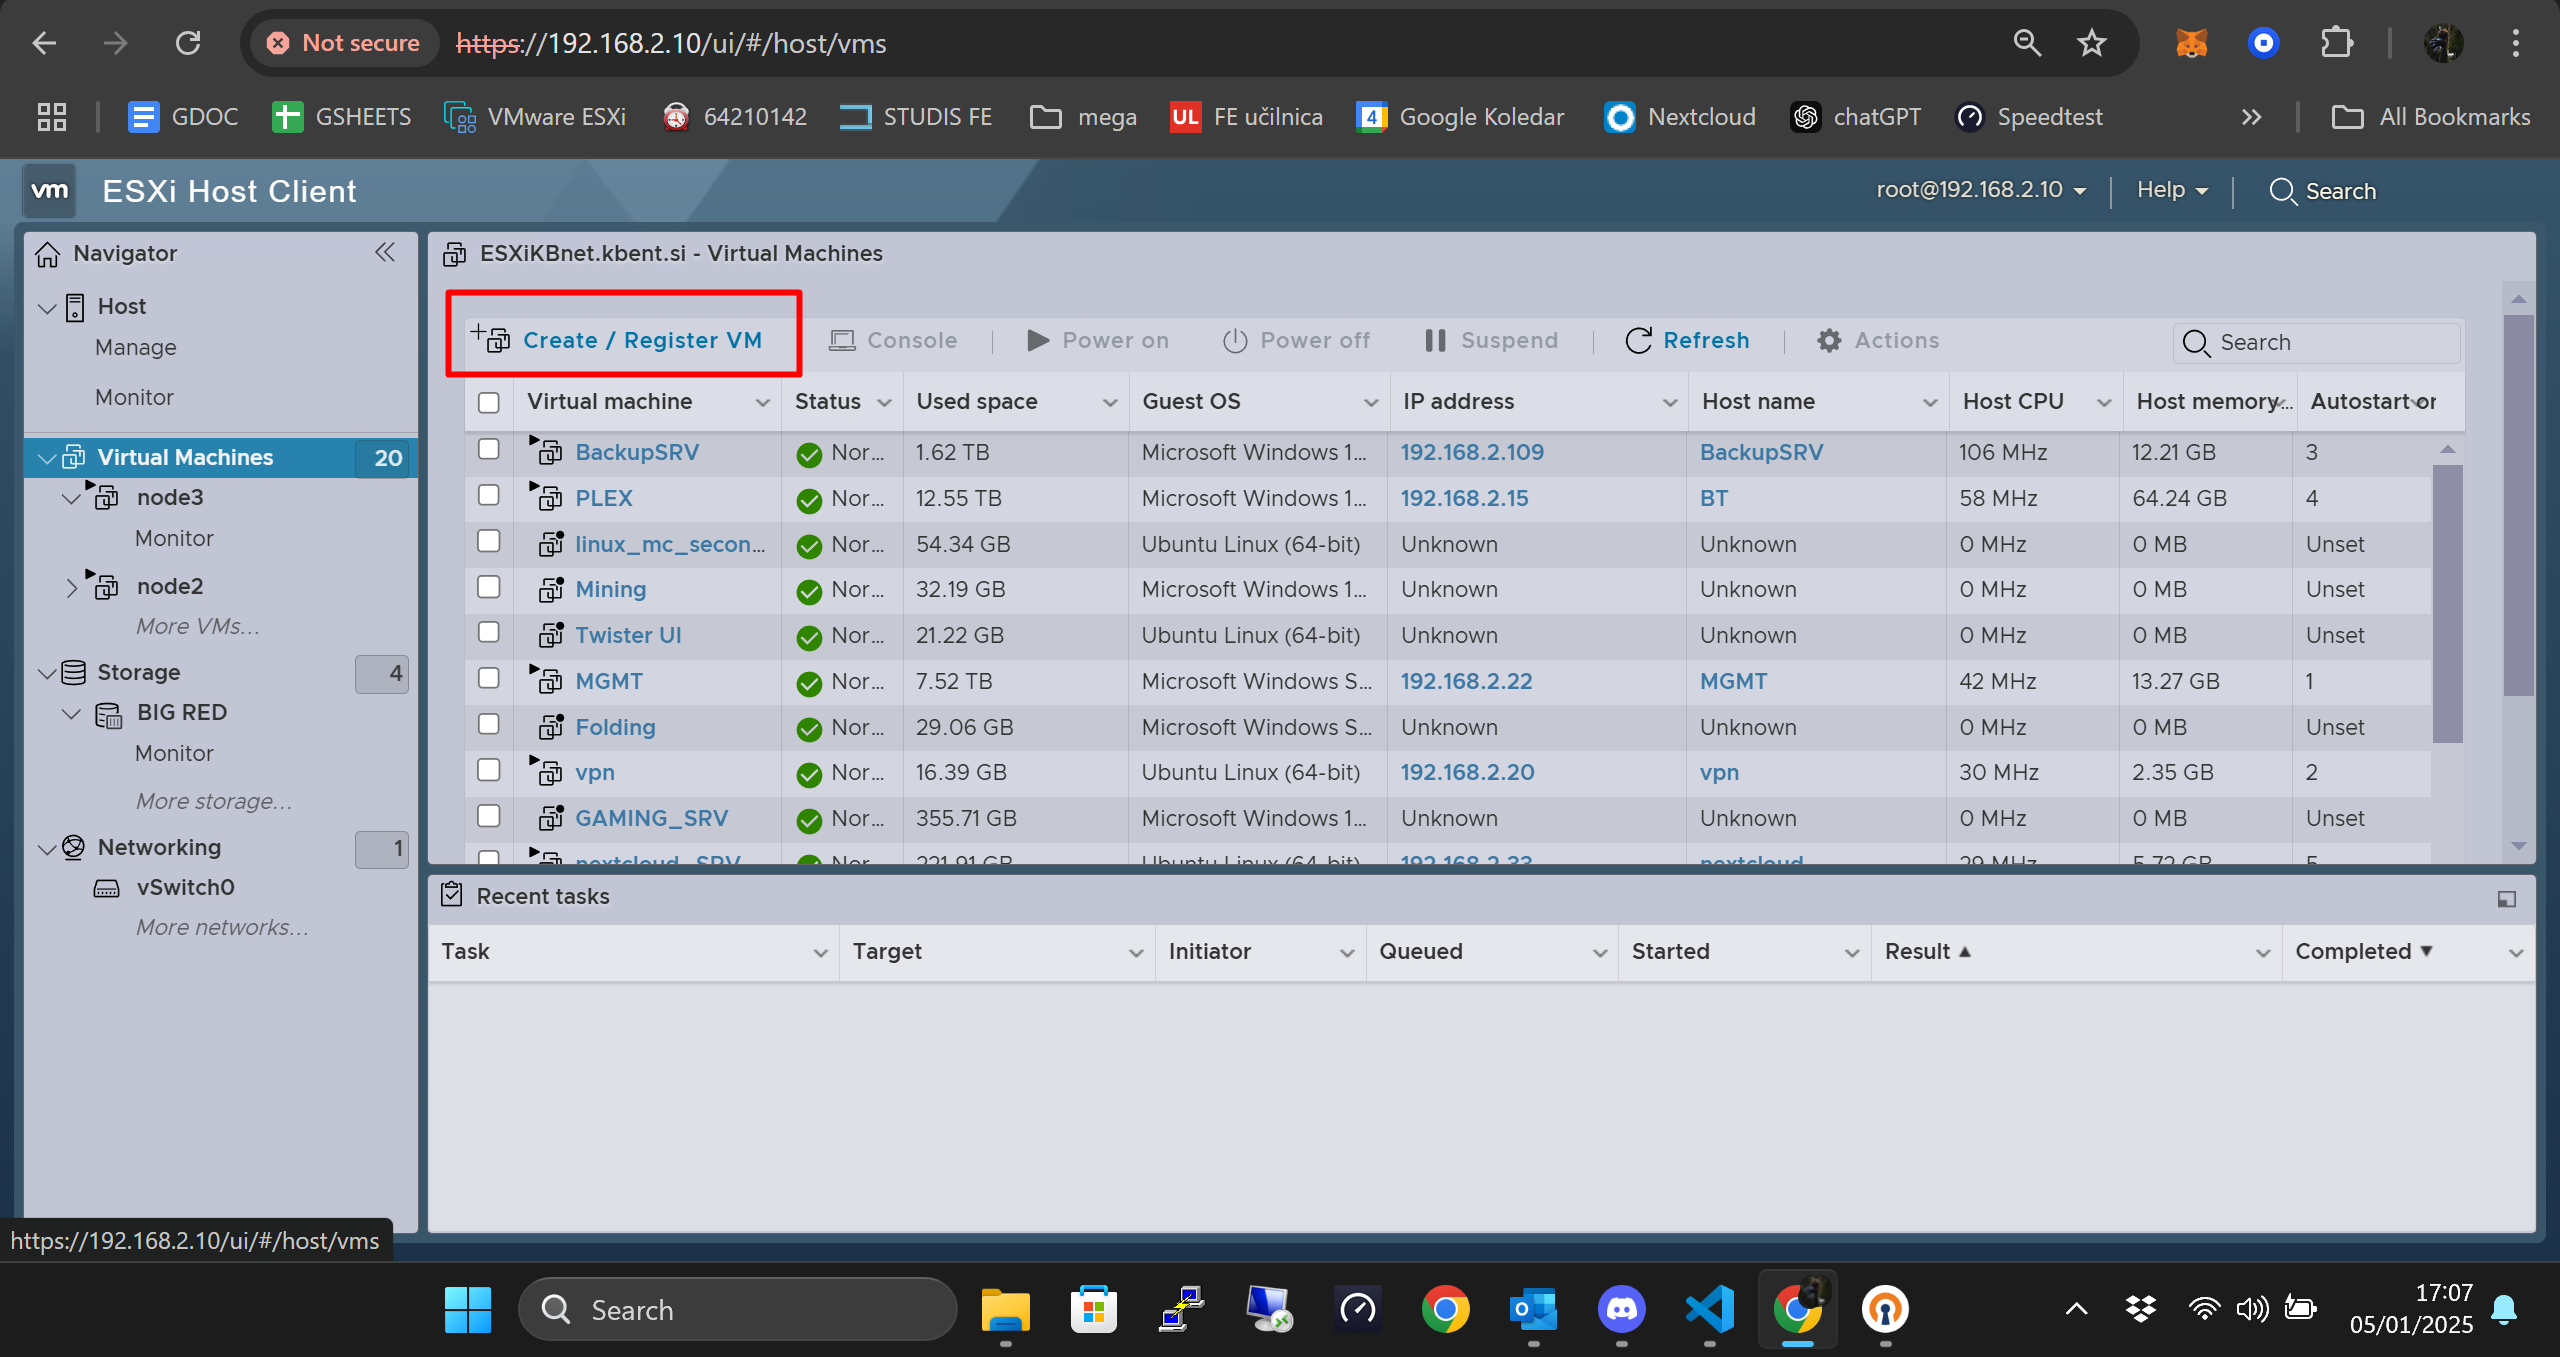 Not secure https://192.168.2.10/ui/#/host/vms
GDOC GSHEETS VMware ESXi 64210142 STUDIS FE mega UL FE učilnica 4 Google Koledar Nextcloud chatGPT Speedtest All Bookmarks
vm ESXi Host Client root@192.168.2.10 Help Search
Navigator
Host
Manage
Monitor
Virtual Machines 20
node3
Monitor
node2
More VMs...
Storage 4
BIG RED
Monitor
More storage...
Networking 1
vSwitch0
More networks...
ESXiKBnet.kbent.si - Virtual Machines
Create / Register VM Console Power on Power off Suspend Refresh Actions Search
Virtual machine Status Used space Guest OS IP address Host name Host CPU Host memory... Autostart or
BackupSRV Nor... 1.62 TB Microsoft Windows 1... 192.168.2.109 BackupSRV 106 MHz 12.21 GB 3
PLEX Nor... 12.55 TB Microsoft Windows 1... 192.168.2.15 BT 58 MHz 64.24 GB 4
linux_mc_secon... Nor... 54.34 GB Ubuntu Linux (64-bit) Unknown Unknown 0 MHz 0 MB Unset
Mining Nor... 32.19 GB Microsoft Windows 1... Unknown Unknown 0 MHz 0 MB Unset
Twister UI Nor... 21.22 GB Ubuntu Linux (64-bit) Unknown Unknown 0 MHz 0 MB Unset
MGMT Nor... 7.52 TB Microsoft Windows S... 192.168.2.22 MGMT 42 MHz 13.27 GB 1
Folding Nor... 29.06 GB Microsoft Windows S... Unknown Unknown 0 MHz 0 MB Unset
vpn Nor... 16.39 GB Ubuntu Linux (64-bit) 192.168.2.20 vpn 30 MHz 2.35 GB 2
GAMING_SRV Nor... 355.71 GB Microsoft Windows 1... Unknown Unknown 0 MHz 0 MB Unset
nextcloud_SRV Nor... 221.91 GB Ubuntu Linux (64-bit) 192.168.2.33 nextcloud 29 MHz 5.72 GB 5
Recent tasks
Task Target Initiator Queued Started Result Completed
https://192.168.2.10/ui/#/host/vms
Search
17:07
05/01/2025